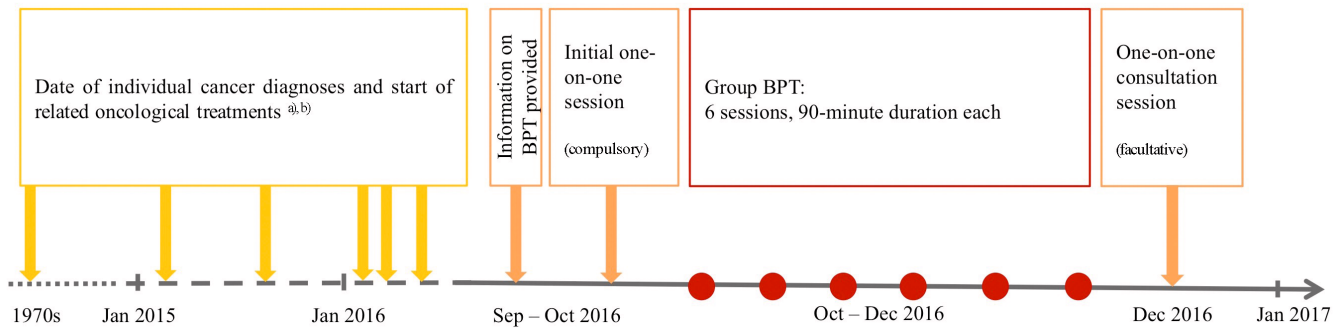 Date of individual cancer diagnoses and start of
related oncological treatments a), b)
Information on
BPT provided
Initial one-
on-one
session
(compulsory)
Group BPT:
6 sessions, 90-minute duration each
One-on-one
consultation
session
(facultative)
1970s
Jan 2015
Jan 2016
Sep – Oct 2016
Oct – Dec 2016
Dec 2016
Jan 2017